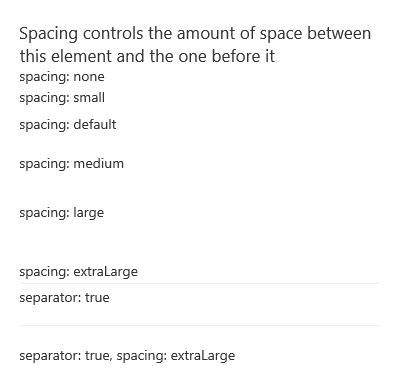 Spacing controls the amount of space between
this element and the one before it
spacing: none
spacing: small
spacing: default
spacing: medium
spacing: large
spacing: extraLarge
separator: true
separator: true, spacing: extraLarge